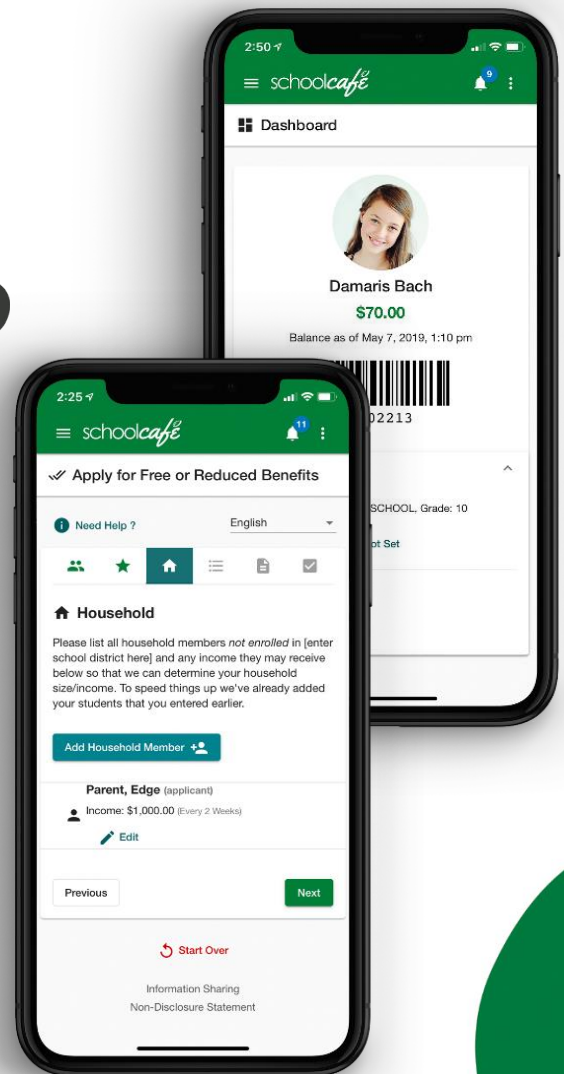 2:50
schoolcafé
9
Dashboard
Damaris Bach
$70.00
Balance as of May 7, 2019, 1:10 pm
02213
SCHOOL, Grade: 10
ot Set
2:25
schoolcafé
11
Apply for Free or Reduced Benefits
Need Help ?
English
Household
Please list all household members not enrolled in [enter
school district here] and any income they may receive
below so that we can determine your household
size/income. To speed things up we've already added
your students that you entered earlier.
Add Household Member
Parent, Edge (applicant)
Income: $1,000.00 (Every 2 Weeks)
Edit
Previous
Next
Start Over
Information Sharing
Non-Disclosure Statement